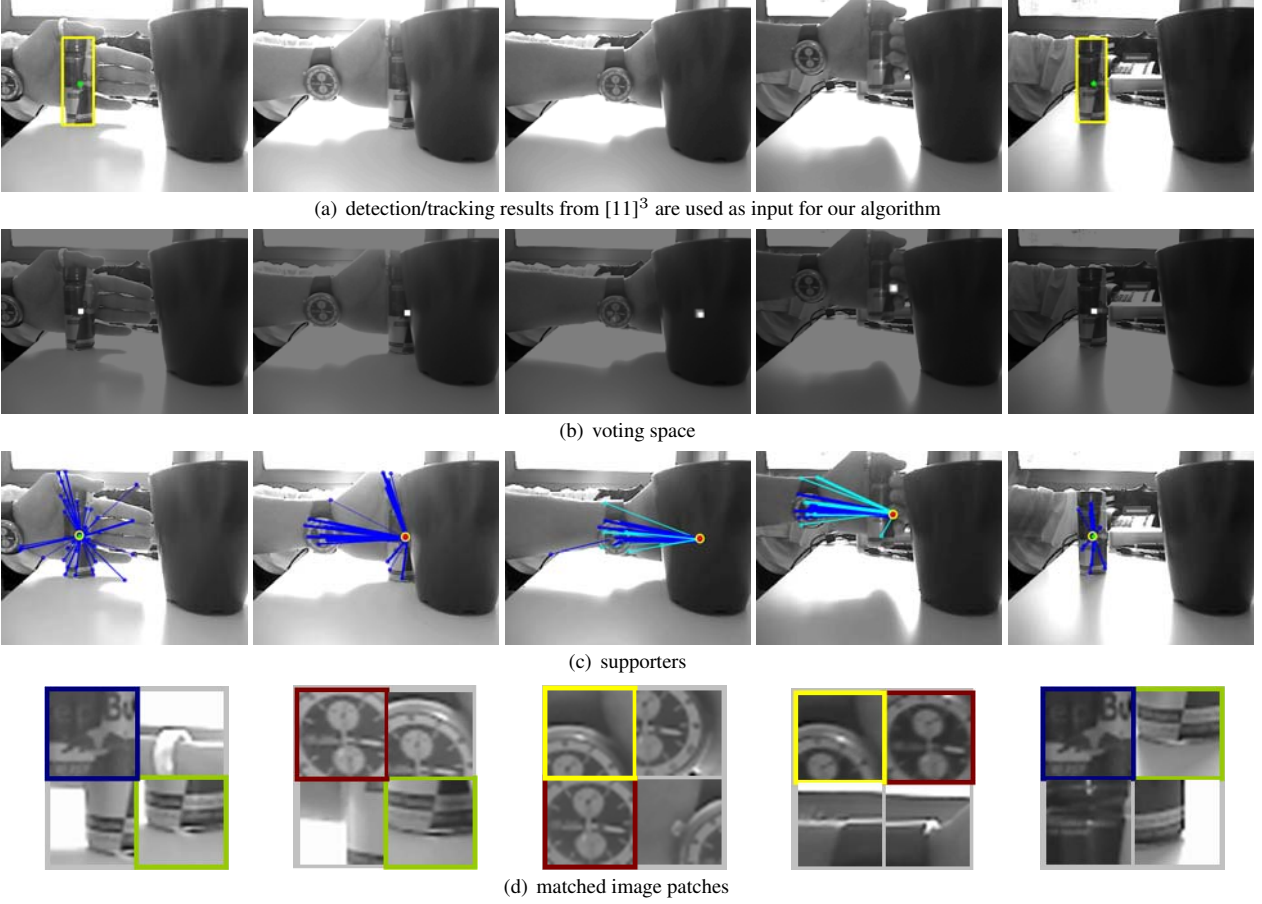 (a) detection/tracking results from [11]³ are used as input for our algorithm
(b) voting space
(c) supporters
(d) matched image patches